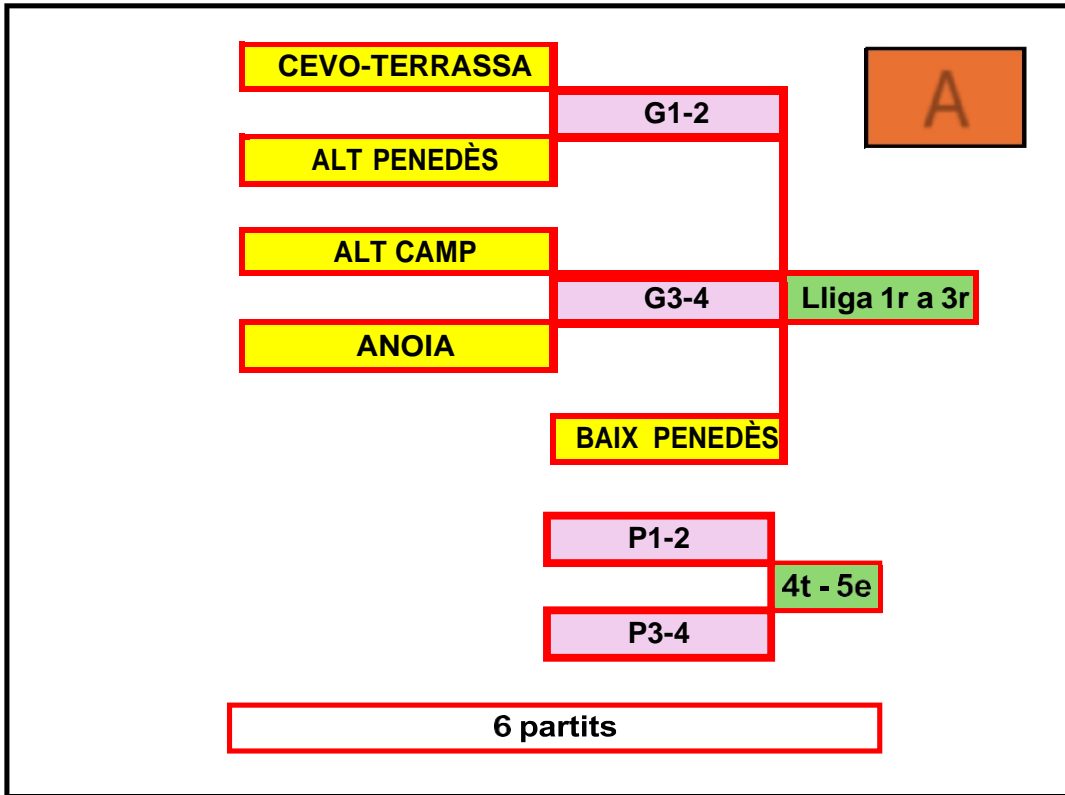 CEVO-TERRASSA
A
G1-2
ALT PENEDÈS
ALT CAMP
G3-4
Lliga 1r a 3r
ANOIA
BAIX PENEDÈS
P1-2
4t - 5e
P3-4
6 partits